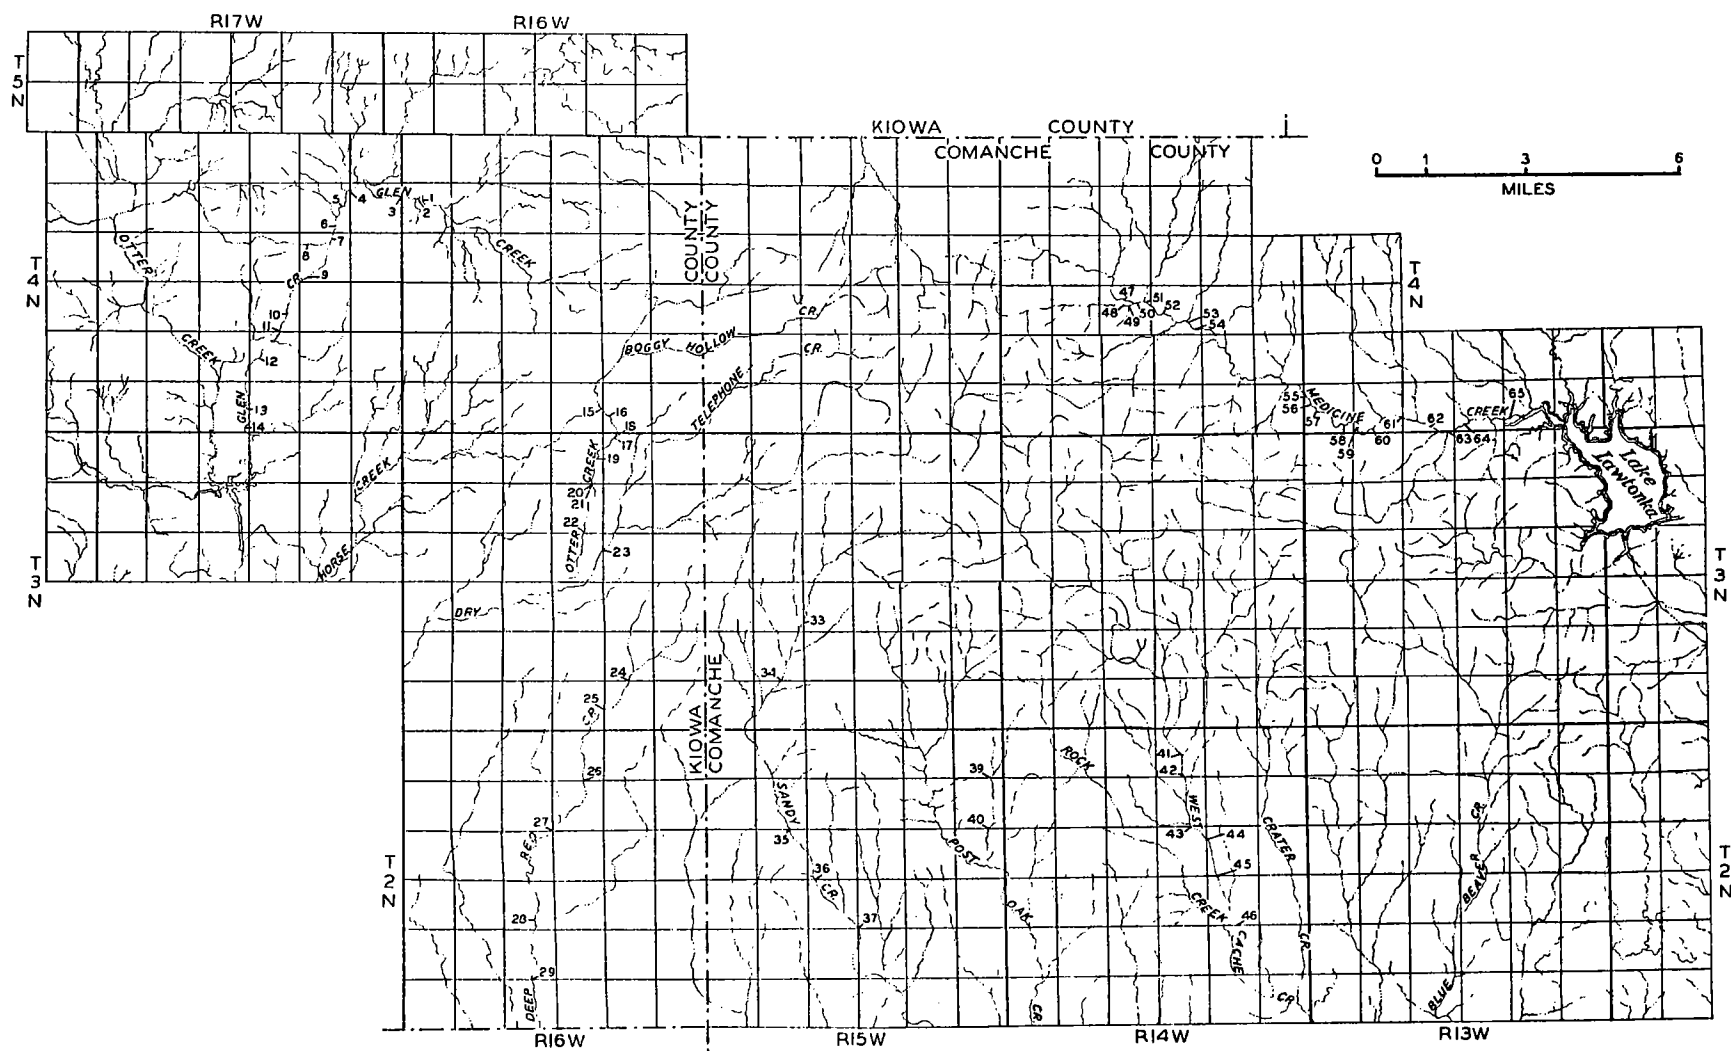 R17W R16W
T5N
KIOWA COUNTY
COMANCHE COUNTY
0 1 3 6
MILES
GLEN
1
2
3
4
5
6
7
8
CR. 9
10
11
12
OTTER
CREEK
CREEK
COUNTY
COUNTY
T4N
T4N
CR.
BOGGY HOLLOW
CR.
TELEPHONE
47
48
49
50
51
52
53
54
GLEN
13
14
15
16
18
17
19
CREEK
20
21
22
OTTER
23
CREEK
HORSE
55
56
57
MEDICINE
58
59
60
61
62
63 64
CREEK
65
Lake
Lawtonka
T3N
T3N
DRY
33
24
34
25
CR.
KIOWA
COMANCHE
26
27
RED
28
29
DEEP
SANDY
35
36
CR.
37
39
40
POST
OAK
CR.
ROCK
41
42
WEST
43
44
45
CREEK
46
CACHE
CRATER
CR.
CR.
CR.
BEAVER
BLUE
T2N
T2N
R16W R15W R14W R13W